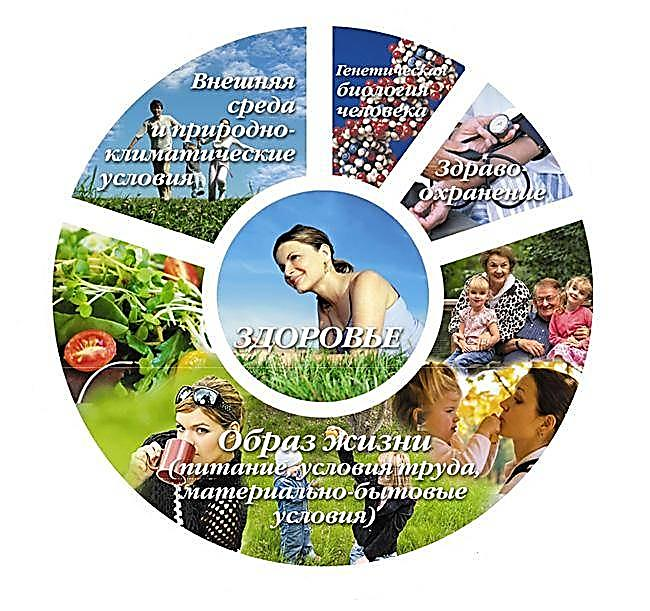 Внешняя
среда
и природно-
климатические
условия
Генетическая
биология
человека
Здраво-
охранение
ЗДОРОВЬЕ
Образ жизни
(питание, условия труда,
материально-бытовые
условия)